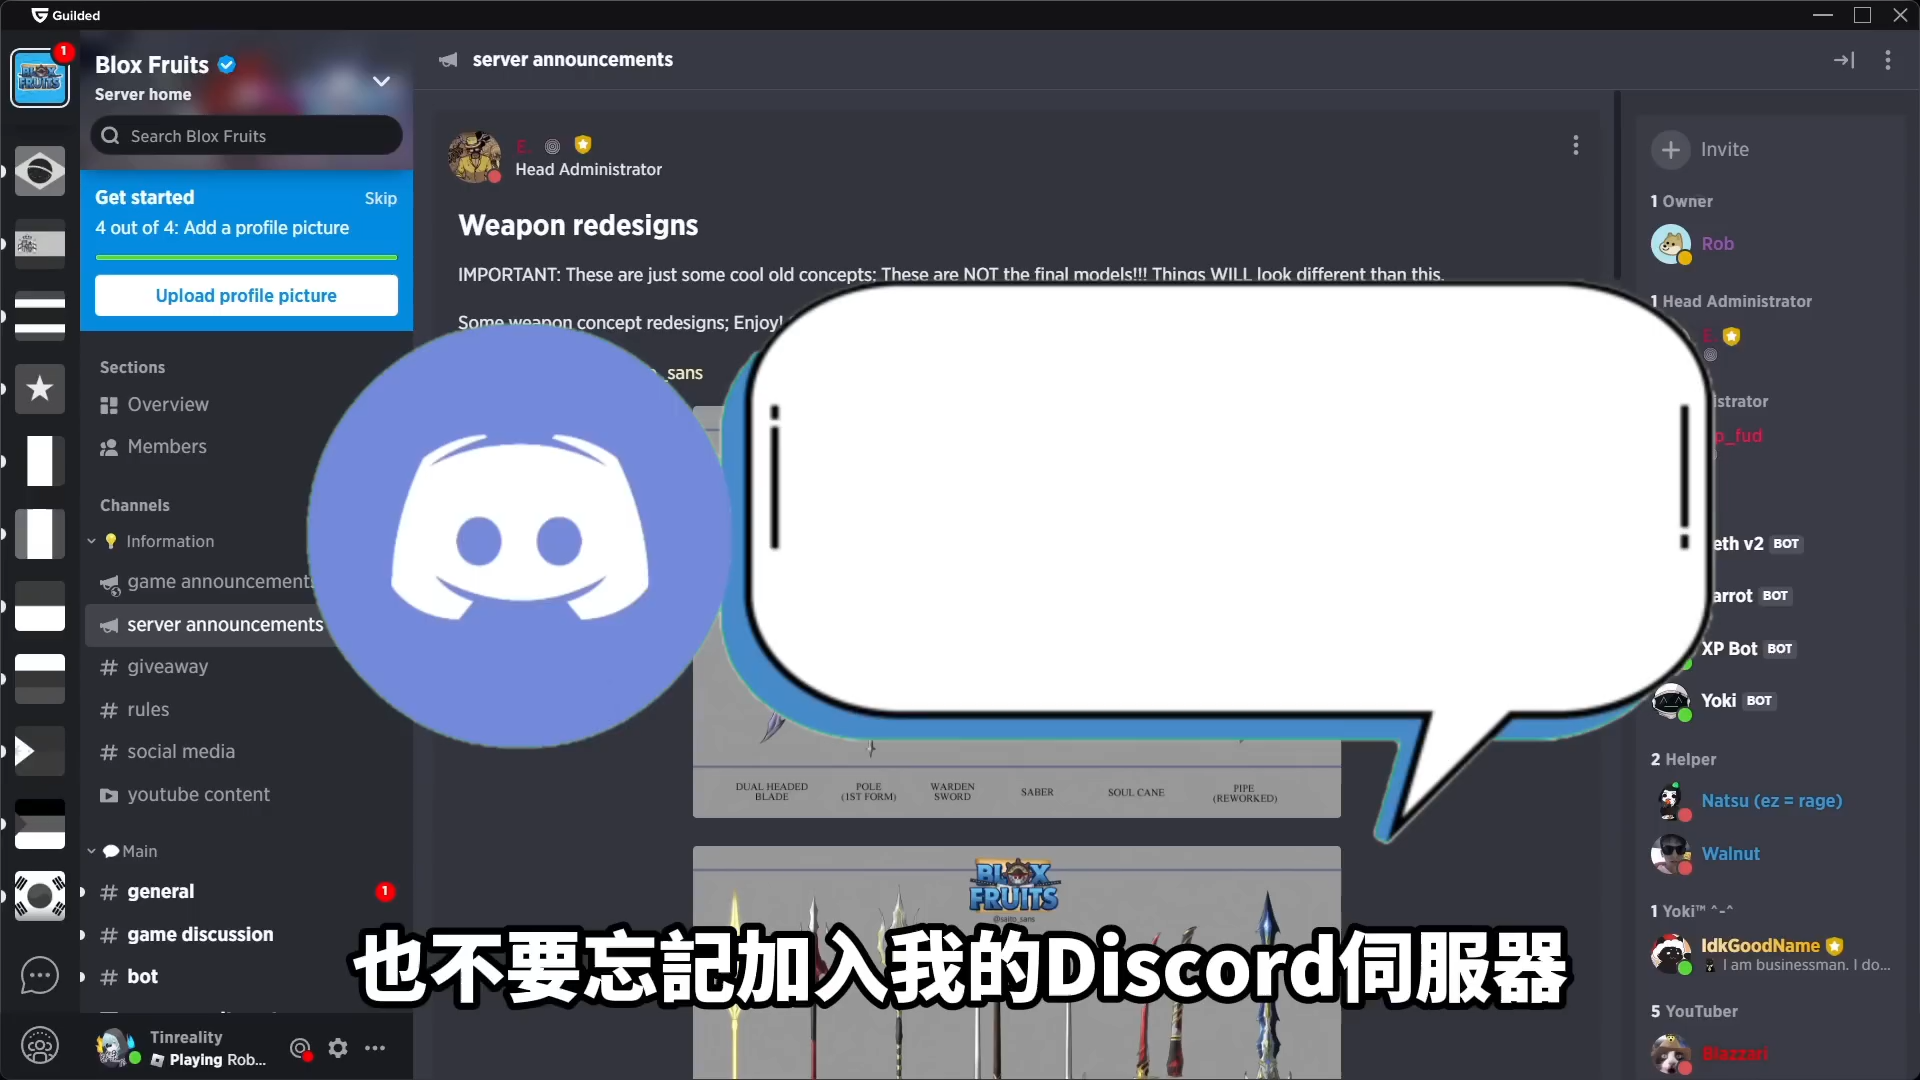 Guilded
1
Blox Fruits
Server home
Search Blox Fruits
Get started
Skip
4 out of 4: Add a profile picture
Upload profile picture
Sections
Overview
Members
Channels
Information
game announcements
server announcements
giveaway
rules
social media
youtube content
Main
general
1
game discussion
bot
Tinreality
Playing Rob...
server announcements
E.
Head Administrator
Weapon redesigns
IMPORTANT: These are just some cool old concepts; These are NOT the final models!!! Things WILL look different than this.
Some weapon concept redesigns; Enjoy!
_sans
DUAL HEADED BLADE
POLE (1ST FORM)
WARDEN SWORD
SABER
SOUL CANE
PIPE (REWORKED)
BLOX FRUITS
@saito_sans
也不要忘記加入我的Discord伺服器
Invite
1 Owner
Rob
1 Head Administrator
E.
istrator
p_fud
eth v2 BOT
arrot BOT
XP Bot BOT
Yoki BOT
2 Helper
Natsu (ez = rage)
Walnut
1 Yoki™ ^-^
IdkGoodName
I am businessman. I do...
5 YouTuber
Blazzari